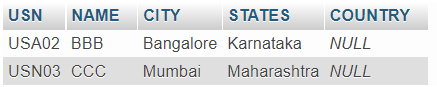 USN NAME CITY STATES COUNTRY
USA02 BBB Bangalore Karnataka NULL
USN03 CCC Mumbai Maharashtra NULL